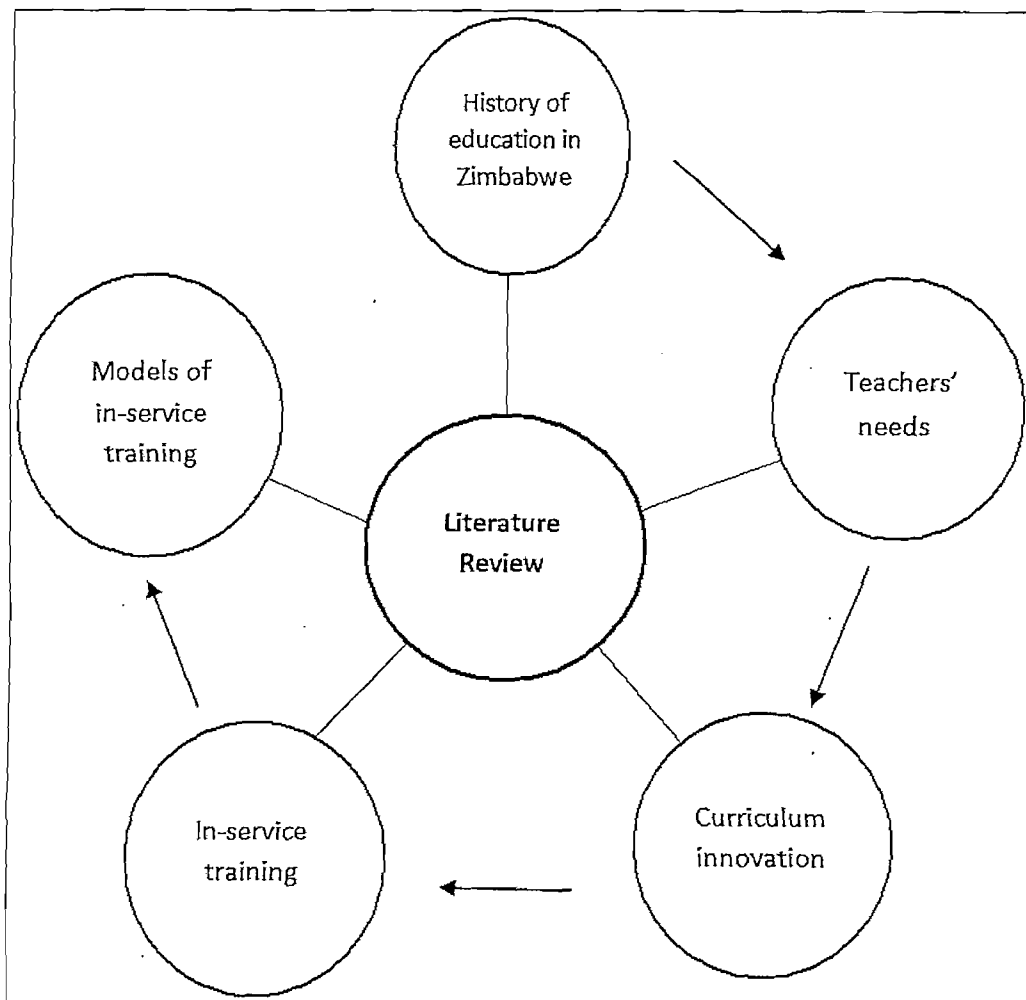 History of
education in
Zimbabwe
Teachers'
needs
Curriculum
innovation
In-service
training
Models of
in-service
training
Literature
Review